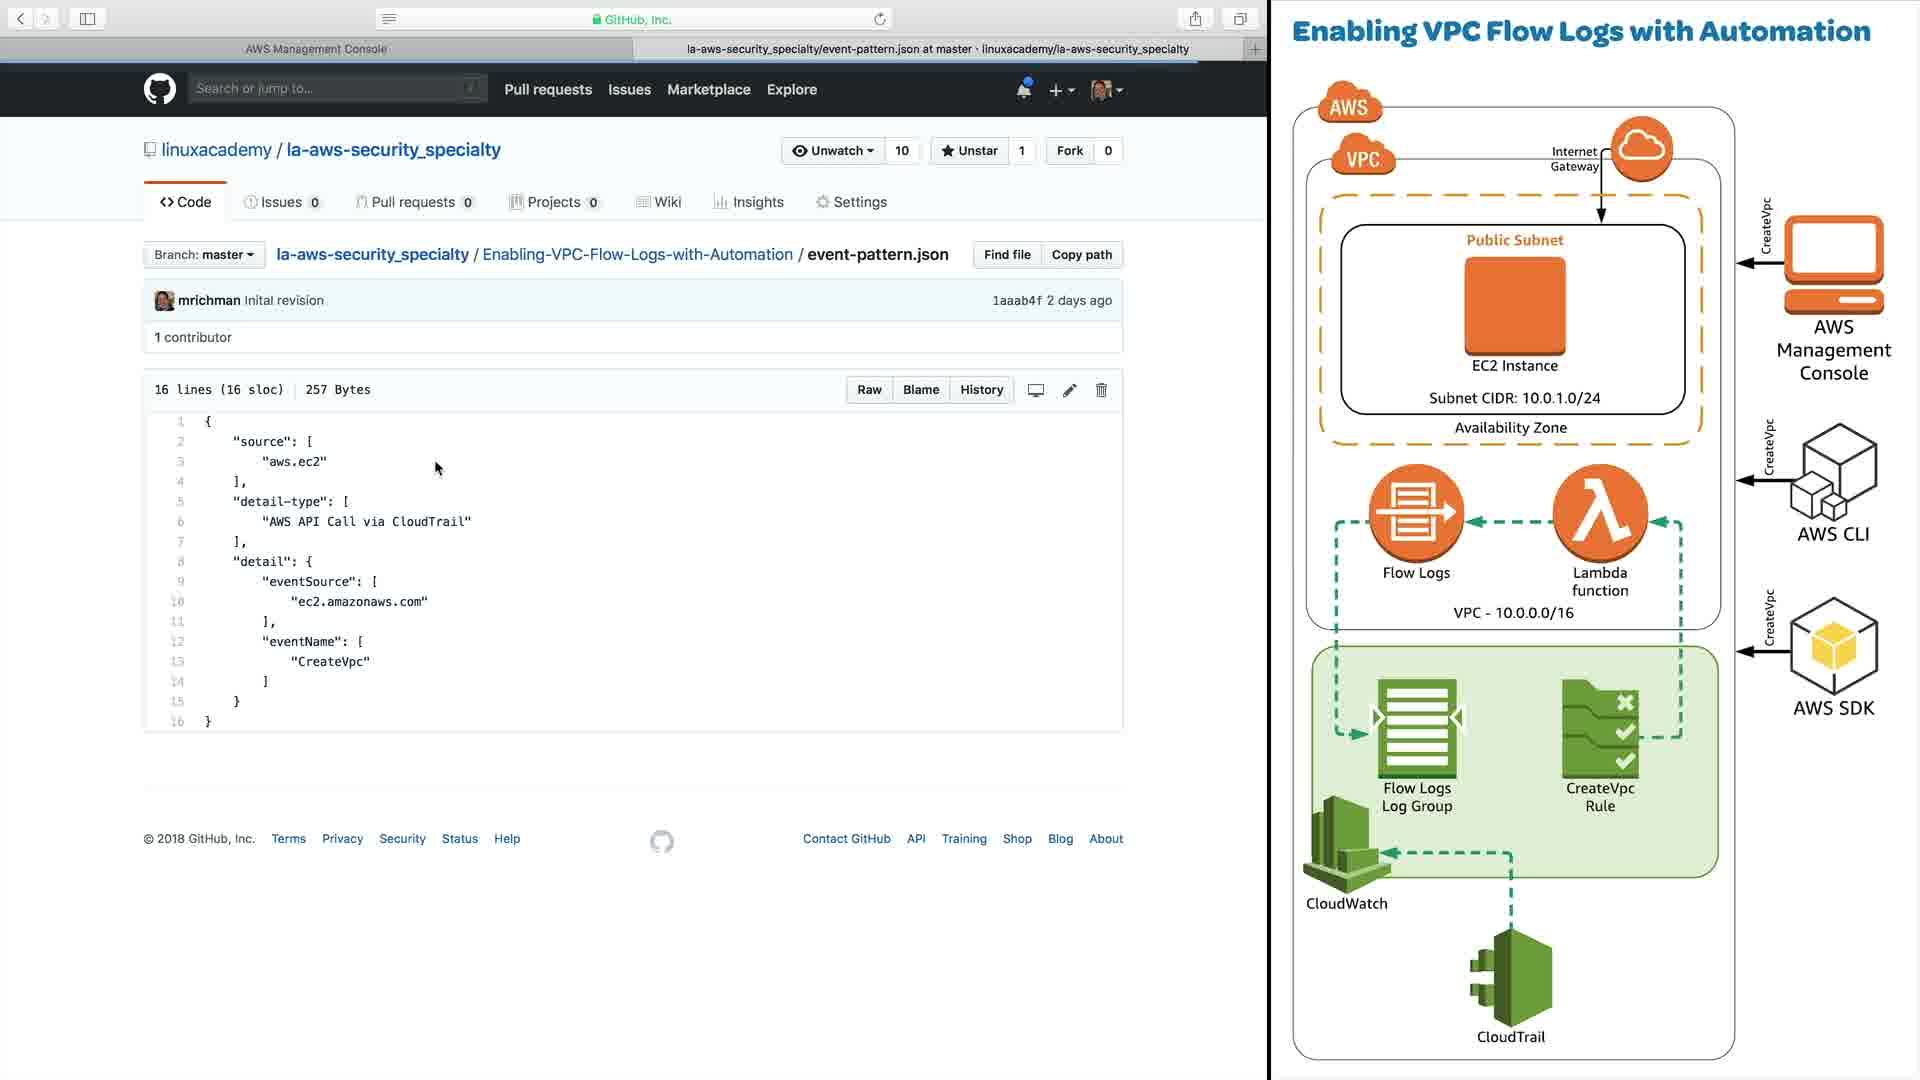 GitHub, Inc.
AWS Management Console
la-aws-security_specialty/event-pattern.json at master · linuxacademy/la-aws-security_specialty
Search or jump to...
/
Pull requests
Issues
Marketplace
Explore
linuxacademy / la-aws-security_specialty
Unwatch 10
Unstar 1
Fork 0
Code
Issues 0
Pull requests 0
Projects 0
Wiki
Insights
Settings
Branch: master
la-aws-security_specialty / Enabling-VPC-Flow-Logs-with-Automation / event-pattern.json
Find file
Copy path
mrichman Inital revision
1aaab4f 2 days ago
1 contributor
16 lines (16 sloc) 257 Bytes
Raw
Blame
History
1 {
2 "source": [
3 "aws.ec2"
4 ],
5 "detail-type": [
6 "AWS API Call via CloudTrail"
7 ],
8 "detail": {
9 "eventSource": [
10 "ec2.amazonaws.com"
11 ],
12 "eventName": [
13 "CreateVpc"
14 ]
15 }
16 }
© 2018 GitHub, Inc.
Terms
Privacy
Security
Status
Help
Contact GitHub
API
Training
Shop
Blog
About
Enabling VPC Flow Logs with Automation
AWS
VPC
Internet
Gateway
Public Subnet
EC2 Instance
Subnet CIDR: 10.0.1.0/24
Availability Zone
Flow Logs
Lambda
function
VPC - 10.0.0.0/16
Flow Logs
Log Group
CreateVpc
Rule
CloudWatch
CloudTrail
CreateVpc
AWS
Management
Console
CreateVpc
AWS CLI
CreateVpc
AWS SDK